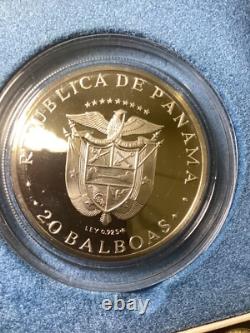 REPUBLICA DE PANAMA
LEY 0.925
20 BALBOAS